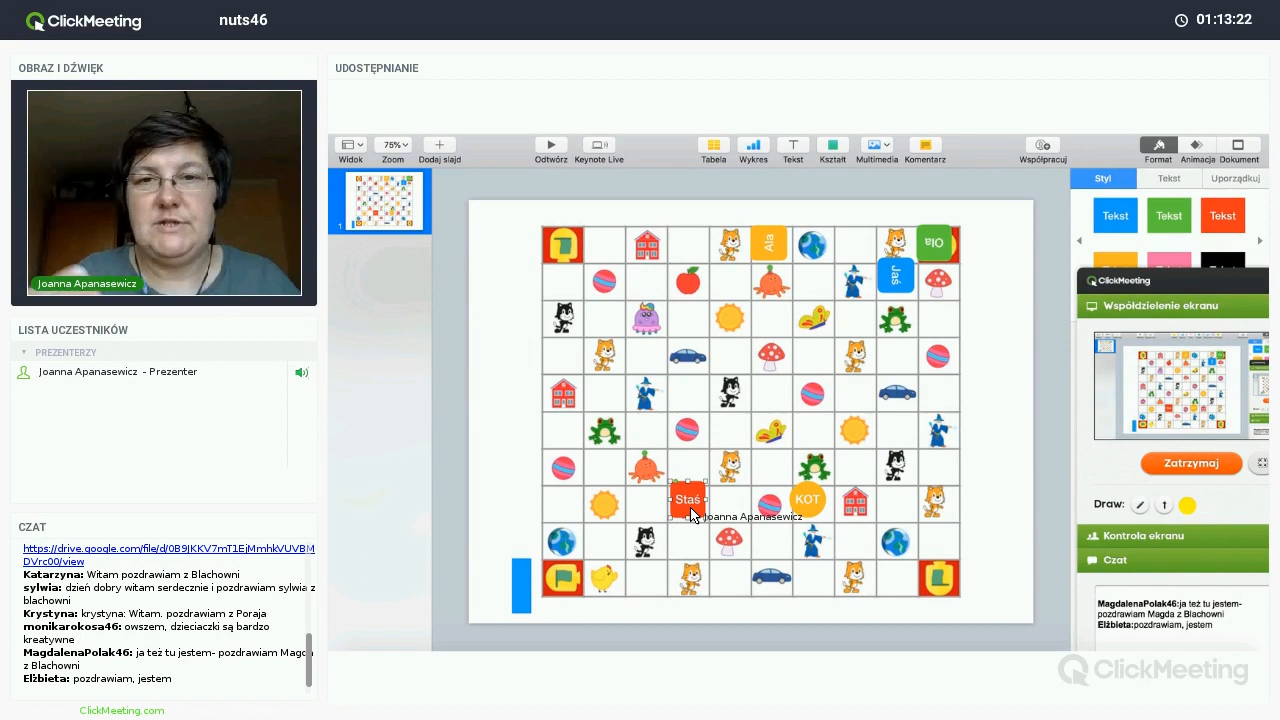 ClickMeeting
nuts46
01:13:22
OBRAZ I DŹWIĘK
Joanna Apanasewicz
LISTA UCZESTNIKÓW
PREZENTERZY
Joanna Apanasewicz - Prezenter
CZAT
https://drive.google.com/file/d/0B9JKKV7mT1EjMmhkVUVBM
DVrc00/view
Katarzyna: Witam pozdrawiam z Blachowni
sylwia: dzień dobry witam serdecznie i pozdrawiam sylwia z
blachowni
Krystyna: krystyna: Witam. pozdrawiam z Poraja
monikarokosa46: owszem, dzieciaczki są bardzo
kreatywne
MagdalenaPolak46: ja też tu jestem- pozdrawiam Magda
z Blachowni
Elżbieta: pozdrawiam, jestem
ClickMeeting.com
UDOSTĘPNIANIE
75%
Widok Zoom Dodaj slajd Odtwórz Keynote Live Tabela Wykres Tekst Kształt Multimedia Komentarz Współpracuj Format Animacja Dokument
1
Ala
Ola
Jaś
Staś
KOT
Joanna Apanasewicz
Styl Tekst Uporządkuj
Tekst Tekst Tekst
ClickMeeting
Współdzielenie ekranu
Zatrzymaj
Draw:
Kontrola ekranu
Czat
MagdalenaPolak46:ja też tu jestem-
pozdrawiam Magda z Blachowni
Elżbieta:pozdrawiam, jestem
ClickMeeting